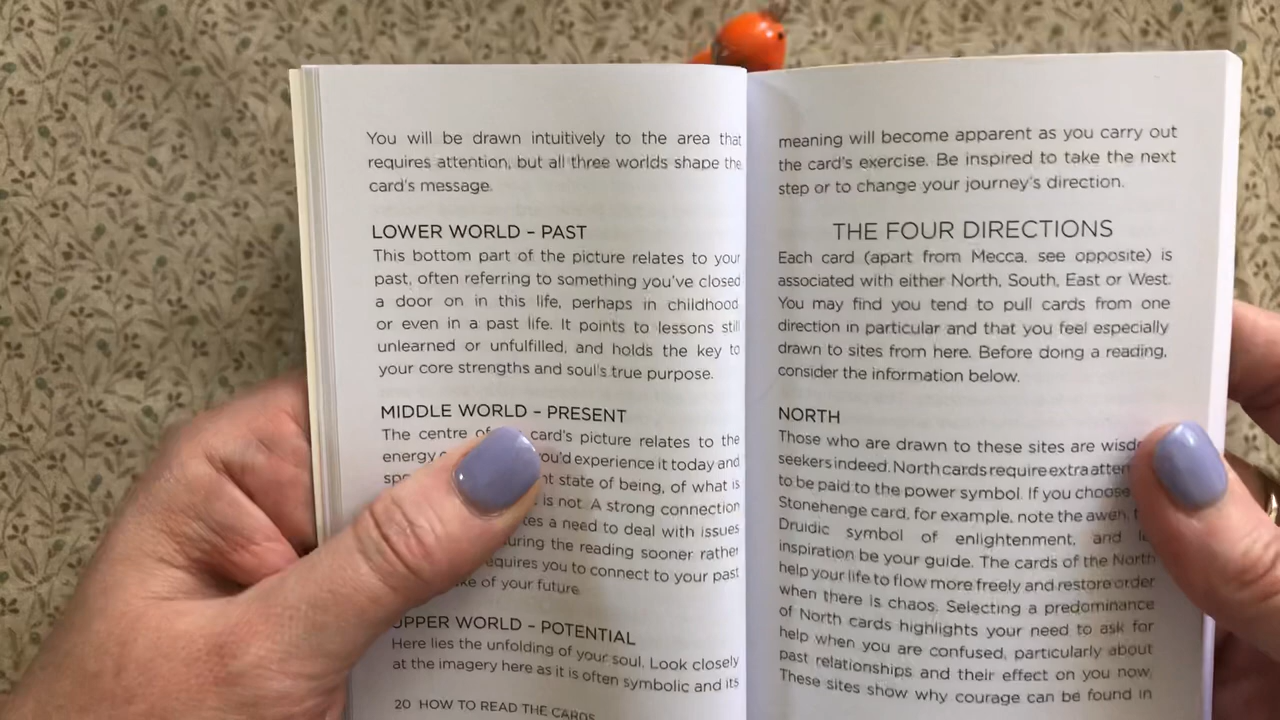 You will be drawn intuitively to the area that
requires attention, but all three worlds shape the
card's message.
LOWER WORLD – PAST
This bottom part of the picture relates to your
past, often referring to something you've closed
a door on in this life, perhaps in childhood
or even in a past life. It points to lessons still
unlearned or unfulfilled, and holds the key to
your core strengths and soul's true purpose.
MIDDLE WORLD – PRESENT
The centre card's picture relates to the
energy you'd experience it today and
state of being, of what is
is not. A strong connection
a need to deal with issues
the reading sooner rather
you to connect to your past
of your future.
UPPER WORLD – POTENTIAL
Here lies the unfolding of your soul. Look closely
at the imagery here as it is often symbolic and its
20 HOW TO READ THE CARDS
meaning will become apparent as you carry out
the card's exercise. Be inspired to take the next
step or to change your journey's direction.
THE FOUR DIRECTIONS
Each card (apart from Mecca, see opposite) is
associated with either North, South, East or West.
You may find you tend to pull cards from one
direction in particular and that you feel especially
drawn to sites from here. Before doing a reading,
consider the information below.
NORTH
Those who are drawn to these sites are
seekers indeed. North cards require extra
to be paid to the power symbol. If you choose
Stonehenge card, for example, note the
Druidic symbol of enlightenment, and
inspiration be your guide. The cards of the North
help your life to flow more freely and restore order
when there is chaos. Selecting a predominance
of North cards highlights your need to ask for
help when you are confused, particularly about
past relationships and their effect on you now.
These sites show why courage can be found in